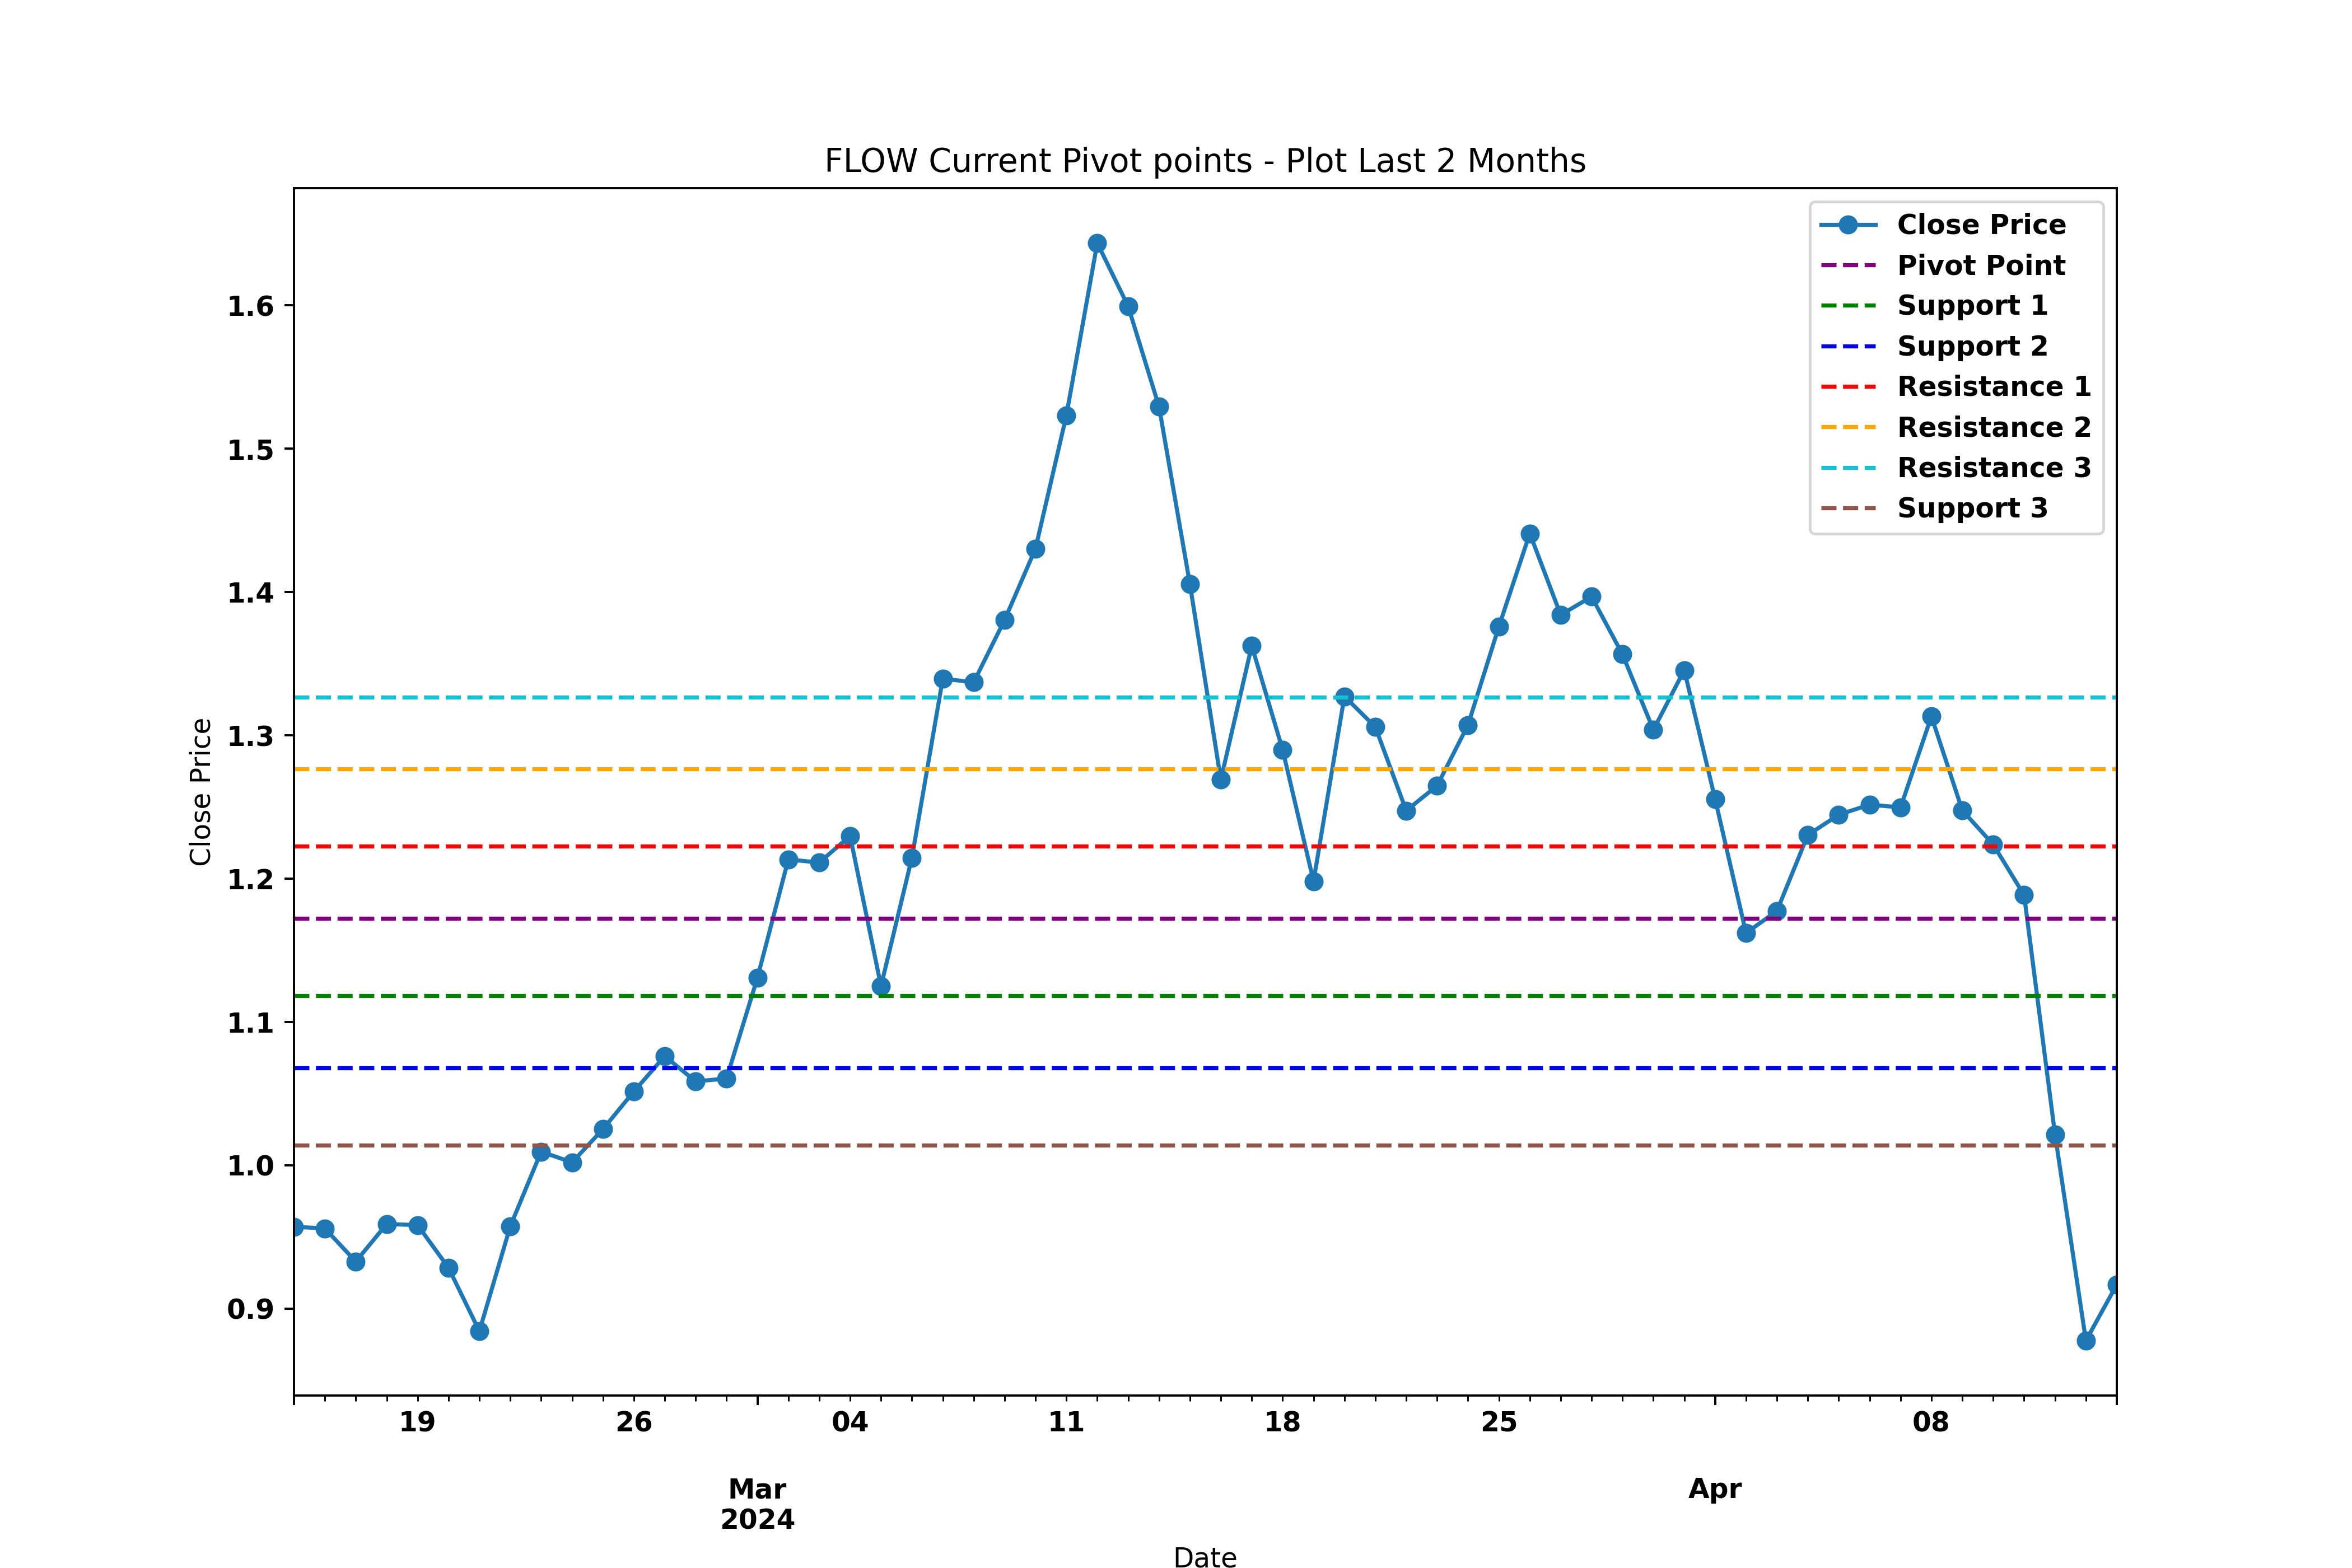 FLOW Current Pivot points - Plot Last 2 Months
Close Price
Pivot Point
Support 1
Support 2
Resistance 1
Resistance 2
Resistance 3
Support 3
1.6
1.5
1.4
1.3
1.2
1.1
1.0
0.9
Close Price
19 26 04 11 18 25 08
Mar Apr
2024
Date